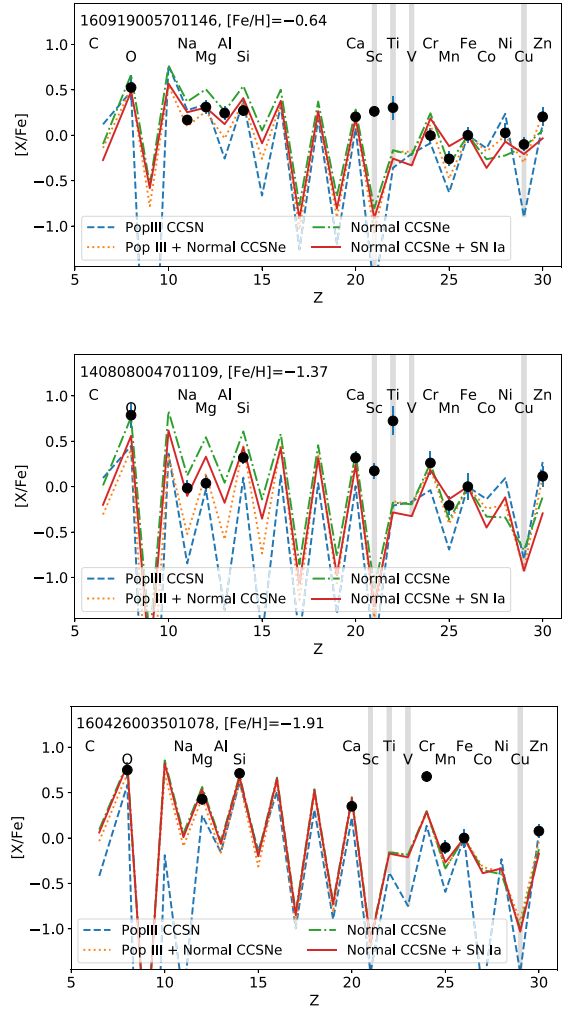 160919005701146, [Fe/H]=−0.64
C Na Al Ca Ti Cr Fe Ni Zn
O Mg Si Sc V Mn Co Cu
1.0
0.5
0.0
−0.5
−1.0
[X/Fe]
PopIII CCSN Normal CCSNe
Pop III + Normal CCSNe Normal CCSNe + SN Ia
5 10 15 20 25 30
Z
140808004701109, [Fe/H]=−1.37
C Na Al Ca Ti Cr Fe Ni Zn
O Mg Si Sc V Mn Co Cu
1.0
0.5
0.0
−0.5
−1.0
[X/Fe]
PopIII CCSN Normal CCSNe
Pop III + Normal CCSNe Normal CCSNe + SN Ia
5 10 15 20 25 30
Z
160426003501078, [Fe/H]=−1.91
C Na Al Ca Ti Cr Fe Ni Zn
O Mg Si Sc V Mn Co Cu
1.0
0.5
0.0
−0.5
−1.0
[X/Fe]
PopIII CCSN Normal CCSNe
Pop III + Normal CCSNe Normal CCSNe + SN Ia
5 10 15 20 25 30
Z